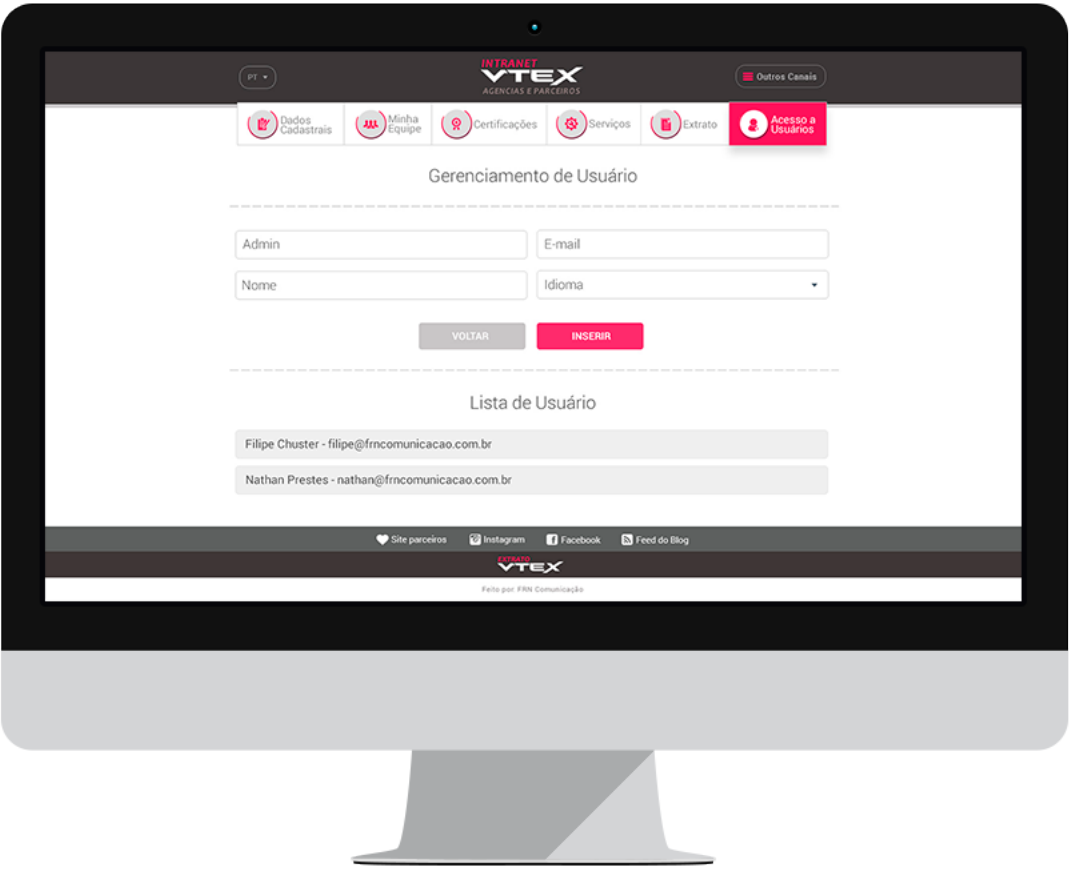 PT
INTRANET
VTEX
AGENCIAS E PARCEIROS
Outros Canais
Dados
Cadastrais
Minha
Equipe
Certificações
Serviços
Extrato
Acesso a
Usuários
Gerenciamento de Usuário
Admin
E-mail
Nome
Idioma
VOLTAR
INSERIR
Lista de Usuário
Filipe Chuster - filipe@frncomunicacao.com.br
Nathan Prestes - nathan@frncomunicacao.com.br
Site parceiros
Instagram
Facebook
Feed do Blog
EXTRATO
VTEX
Feito por: FRN Comunicação